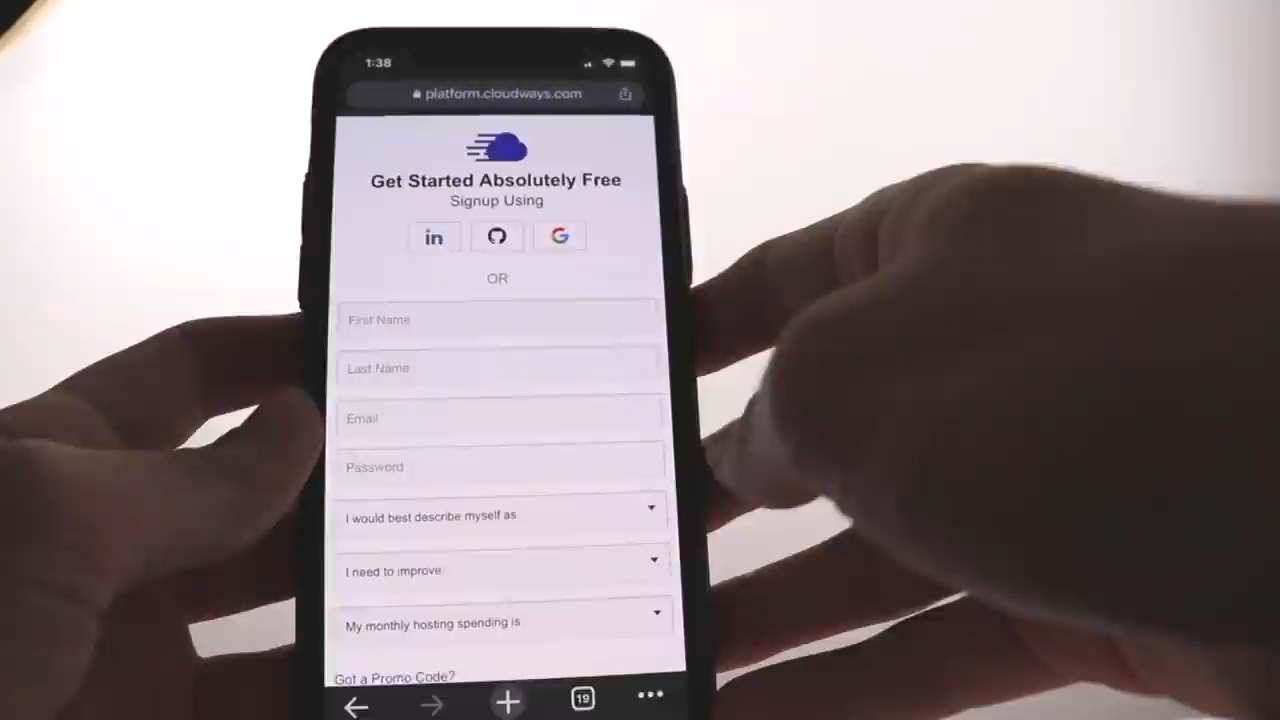 1:38
platform.cloudways.com
Get Started Absolutely Free
Signup Using
in
G
OR
First Name
Last Name
Email
Password
I would best describe myself as
I need to improve
My monthly hosting spending is
Got a Promo Code?
19